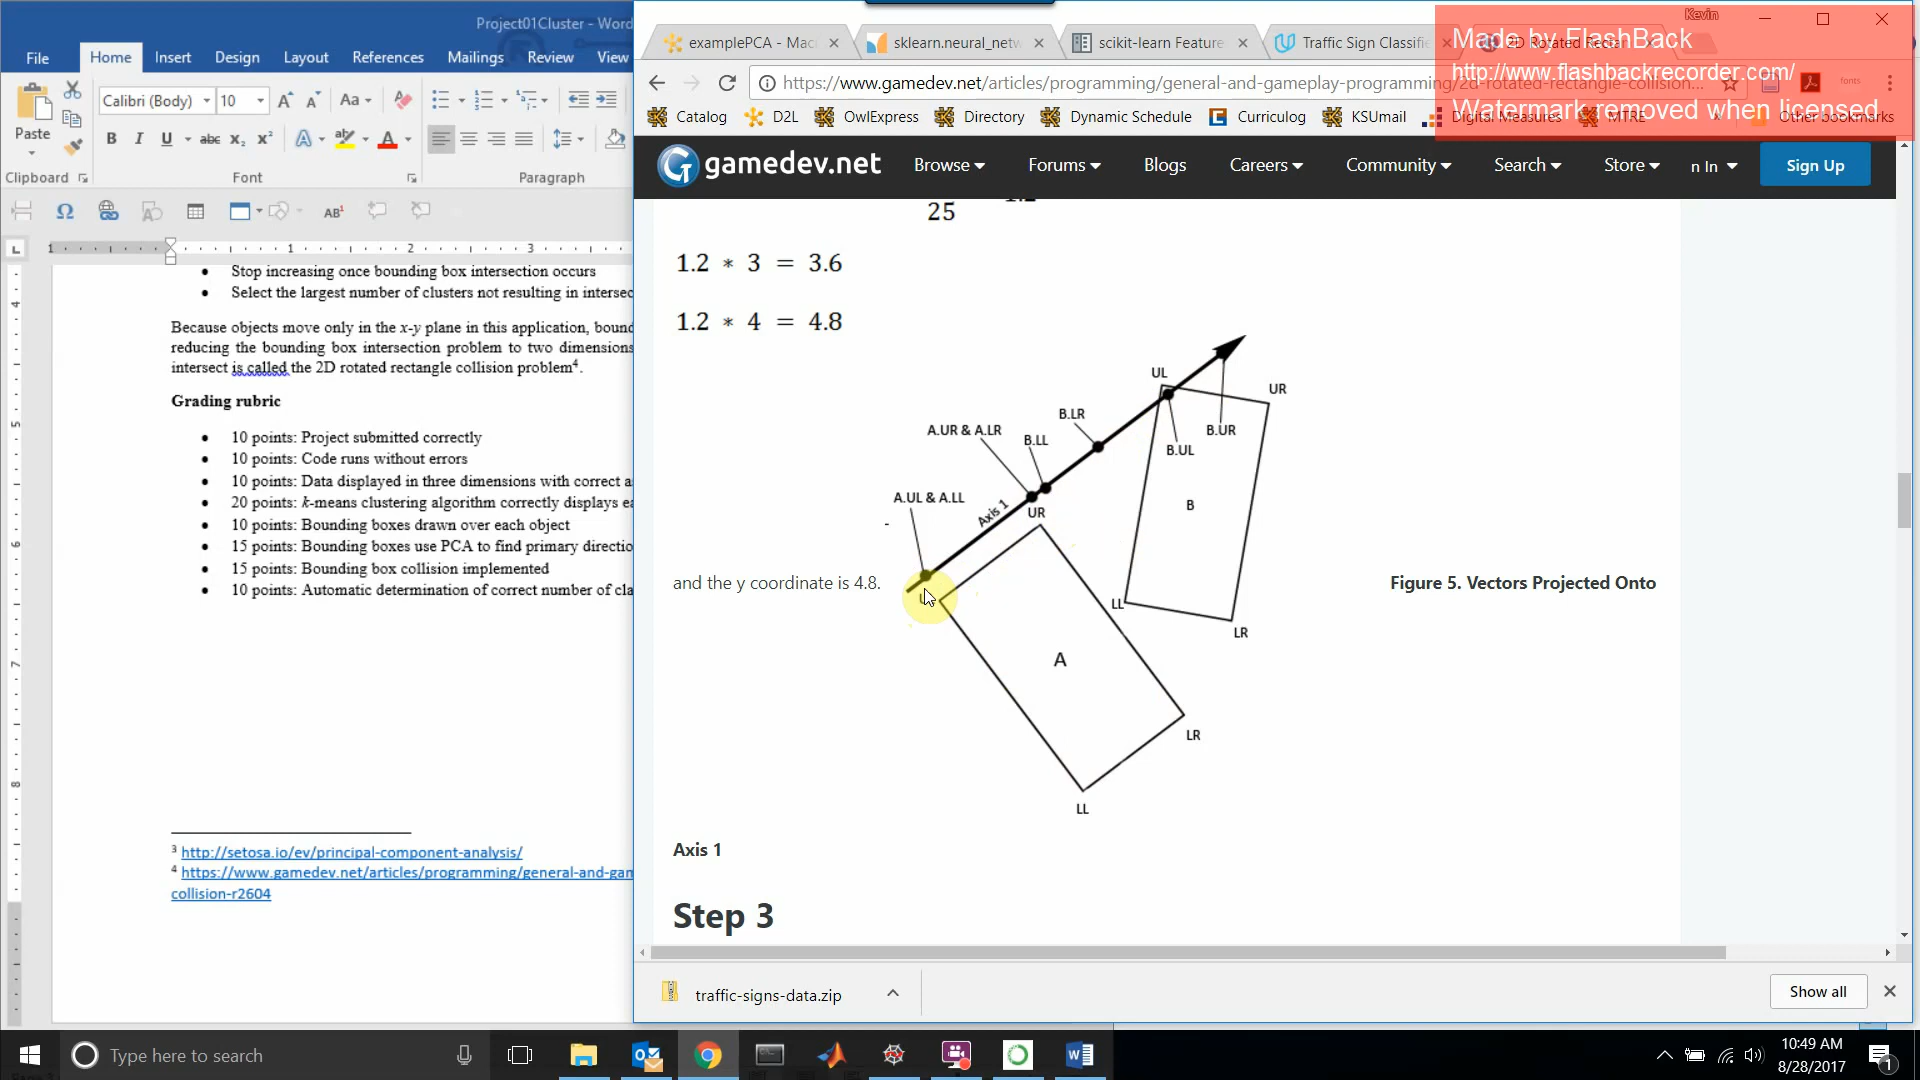 Project01Cluster - Word
File Home Insert Design Layout References Mailings Review View
Calibri (Body) 10
Paste
Clipboard Font Paragraph
Stop increasing once bounding box intersection occurs
Select the largest number of clusters not resulting in
Because objects move only in the x-y plane in this application,
reducing the bounding box intersection problem to two dimensions
intersect is called the 2D rotated rectangle collision problem4.
Grading rubric
10 points: Project submitted correctly
10 points: Code runs without errors
10 points: Data displayed in three dimensions with correct
20 points: k-means clustering algorithm correctly displays
10 points: Bounding boxes drawn over each object
15 points: Bounding boxes use PCA to find primary
15 points: Bounding box collision implemented
10 points: Automatic determination of correct number of
3 http://setosa.io/ev/principal-component-analysis/
4 https://www.gamedev.net/articles/programming/general-and-gam
collision-r2604
Kevin
examplePCA - Mac
sklearn.neural_netw
scikit-learn Feature
Traffic Sign Classifie
2D Rotated Recta
Made by FlashBack
http://www.flashbackrecorder.com/
Watermark removed when licensed
https://www.gamedev.net/articles/programming/general-and-gameplay-programming/2d-rotated-rectangle-collision...
Catalog D2L OwlExpress Directory Dynamic Schedule Curriculog KSUmail Digital Measures MTRE Other bookmarks
gamedev.net Browse Forums Blogs Careers Community Search Store n In Sign Up
25
1.2 * 3 = 3.6
1.2 * 4 = 4.8
UL
UR
B.LR
A.UR & A.LR
B.LL
B.UR
B.UL
A.UL & A.LL
Axis 1
UR
B
and the y coordinate is 4.8.
Figure 5. Vectors Projected Onto
LL
LR
A
LR
LL
Axis 1
Step 3
traffic-signs-data.zip
Show all
Type here to search
10:49 AM
8/28/2017
1